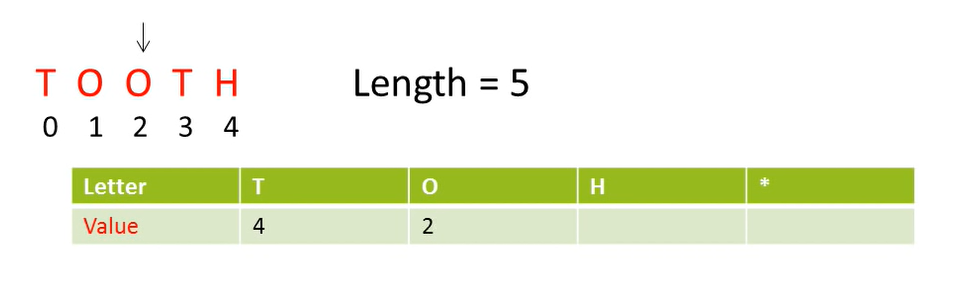 T O O T H Length = 5
0 1 2 3 4
Letter T O H *
Value 4 2